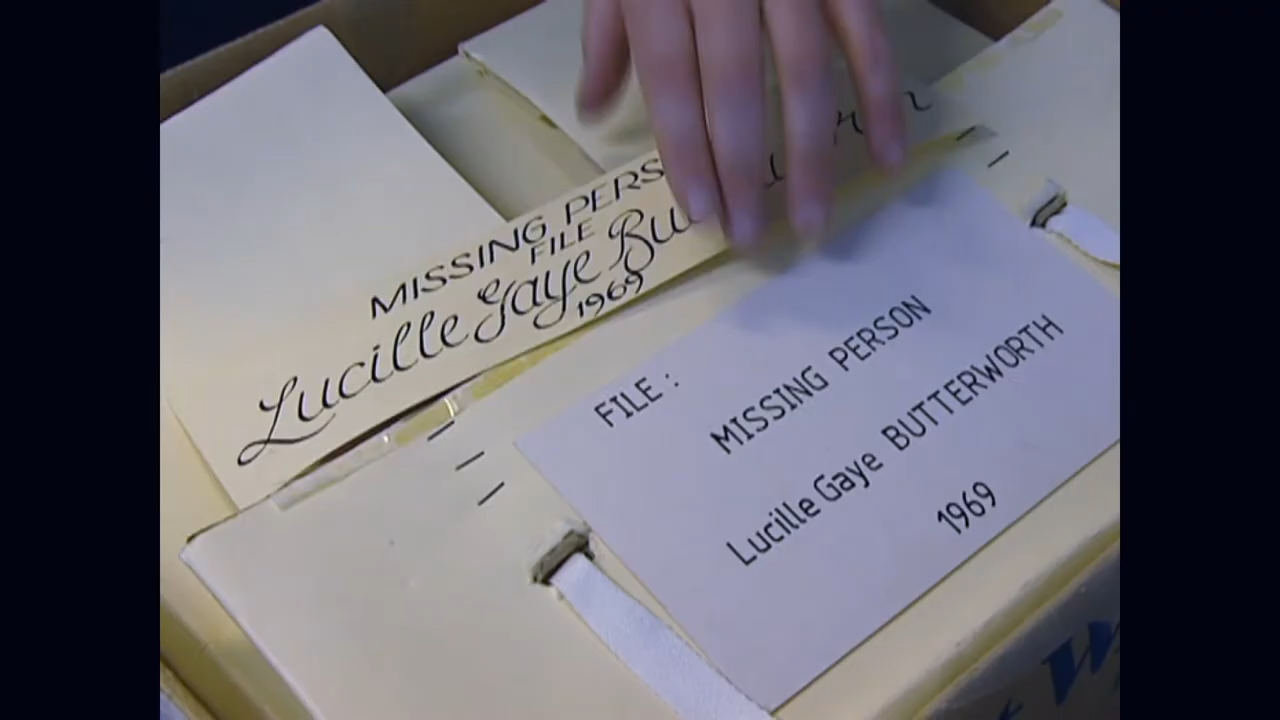 MISSING PERS
FILE
Lucille Gaye Bu
1969
FILE :
MISSING PERSON
Lucille Gaye BUTTERWORTH
1969